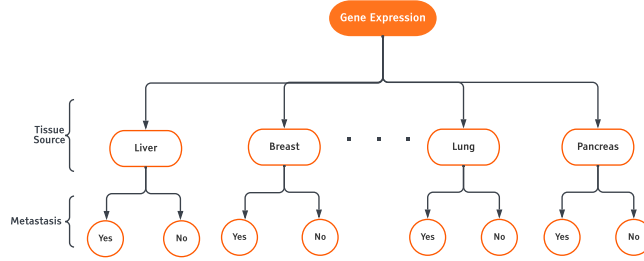 Gene Expression
Tissue
Source
Liver
Breast
Lung
Pancreas
Metastasis
Yes
No
Yes
No
Yes
No
Yes
No